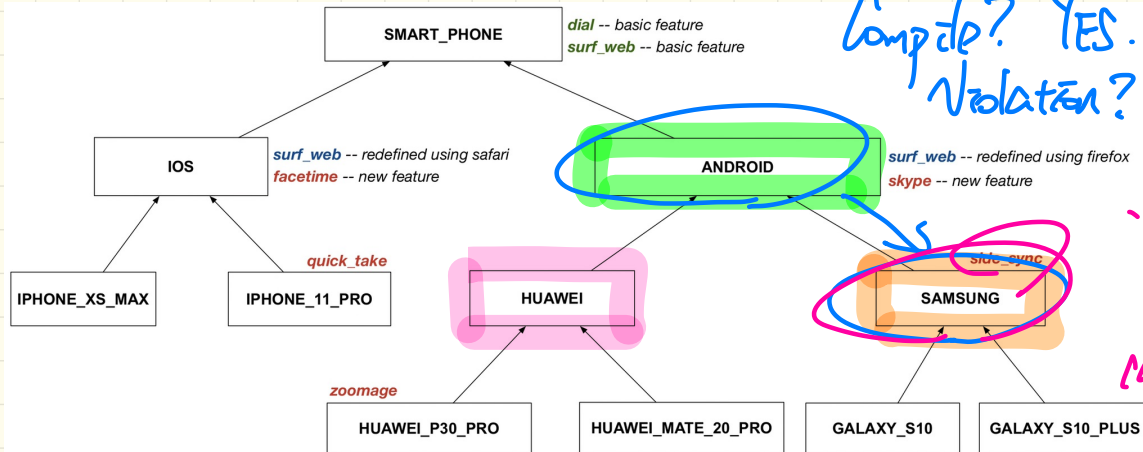 Compile? YES.
SMART_PHONE
dial -- basic feature
surf_web -- basic feature
Violation?
IOS
surf_web -- redefined using safari
facetime -- new feature
ANDROID
surf_web -- redefined using firefox
skype -- new feature
quick_take
side_sync
IPHONE_XS_MAX
IPHONE_11_PRO
HUAWEI
SAMSUNG
zoomage
HUAWEI_P30_PRO
HUAWEI_MATE_20_PRO
GALAXY_S10
GALAXY_S10_PLUS